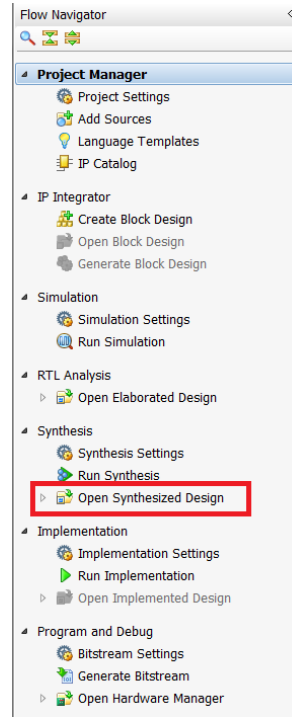 Flow Navigator
Project Manager
Project Settings
Add Sources
Language Templates
IP Catalog
IP Integrator
Create Block Design
Open Block Design
Generate Block Design
Simulation
Simulation Settings
Run Simulation
RTL Analysis
Open Elaborated Design
Synthesis
Synthesis Settings
Run Synthesis
Open Synthesized Design
Implementation
Implementation Settings
Run Implementation
Open Implemented Design
Program and Debug
Bitstream Settings
Generate Bitstream
Open Hardware Manager